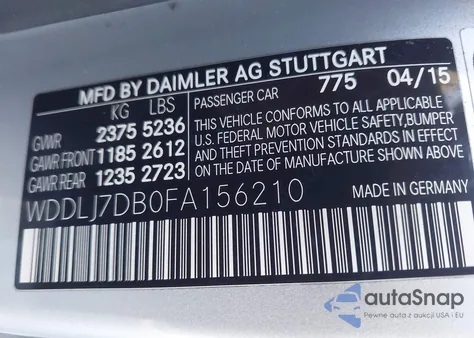 MFD BY DAIMLER AG STUTTGART
KG LBS
GVWR 2375 5236
GAWR FRONT 1185 2612
GAWR REAR 1235 2723
PASSENGER CAR 775 04/15
THIS VEHICLE CONFORMS TO ALL APPLICABLE
U.S. FEDERAL MOTOR VEHICLE SAFETY, BUMPER
AND THEFT PREVENTION STANDARDS IN EFFECT
ON THE DATE OF MANUFACTURE SHOWN ABOVE.
WDDLJ7DB0FA156210
MADE IN GERMANY
autoSnap
Pewne auta z aukcji USA i EU